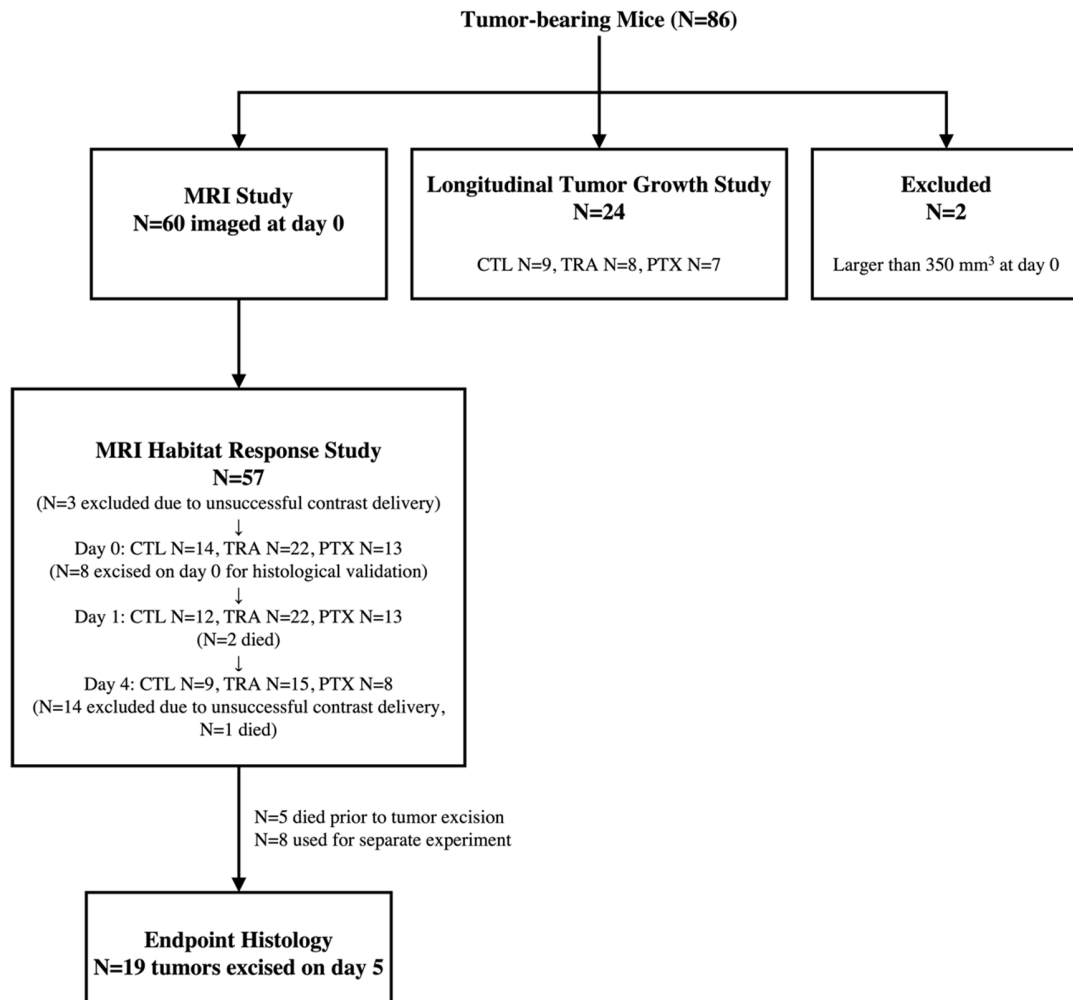 Tumor-bearing Mice (N=86)
MRI Study
N=60 imaged at day 0
Longitudinal Tumor Growth Study
N=24
CTL N=9, TRA N=8, PTX N=7
Excluded
N=2
Larger than 350 mm³ at day 0
MRI Habitat Response Study
N=57
(N=3 excluded due to unsuccessful contrast delivery)
↓
Day 0: CTL N=14, TRA N=22, PTX N=13
(N=8 excised on day 0 for histological validation)
↓
Day 1: CTL N=12, TRA N=22, PTX N=13
(N=2 died)
↓
Day 4: CTL N=9, TRA N=15, PTX N=8
(N=14 excluded due to unsuccessful contrast delivery,
N=1 died)
N=5 died prior to tumor excision
N=8 used for separate experiment
Endpoint Histology
N=19 tumors excised on day 5